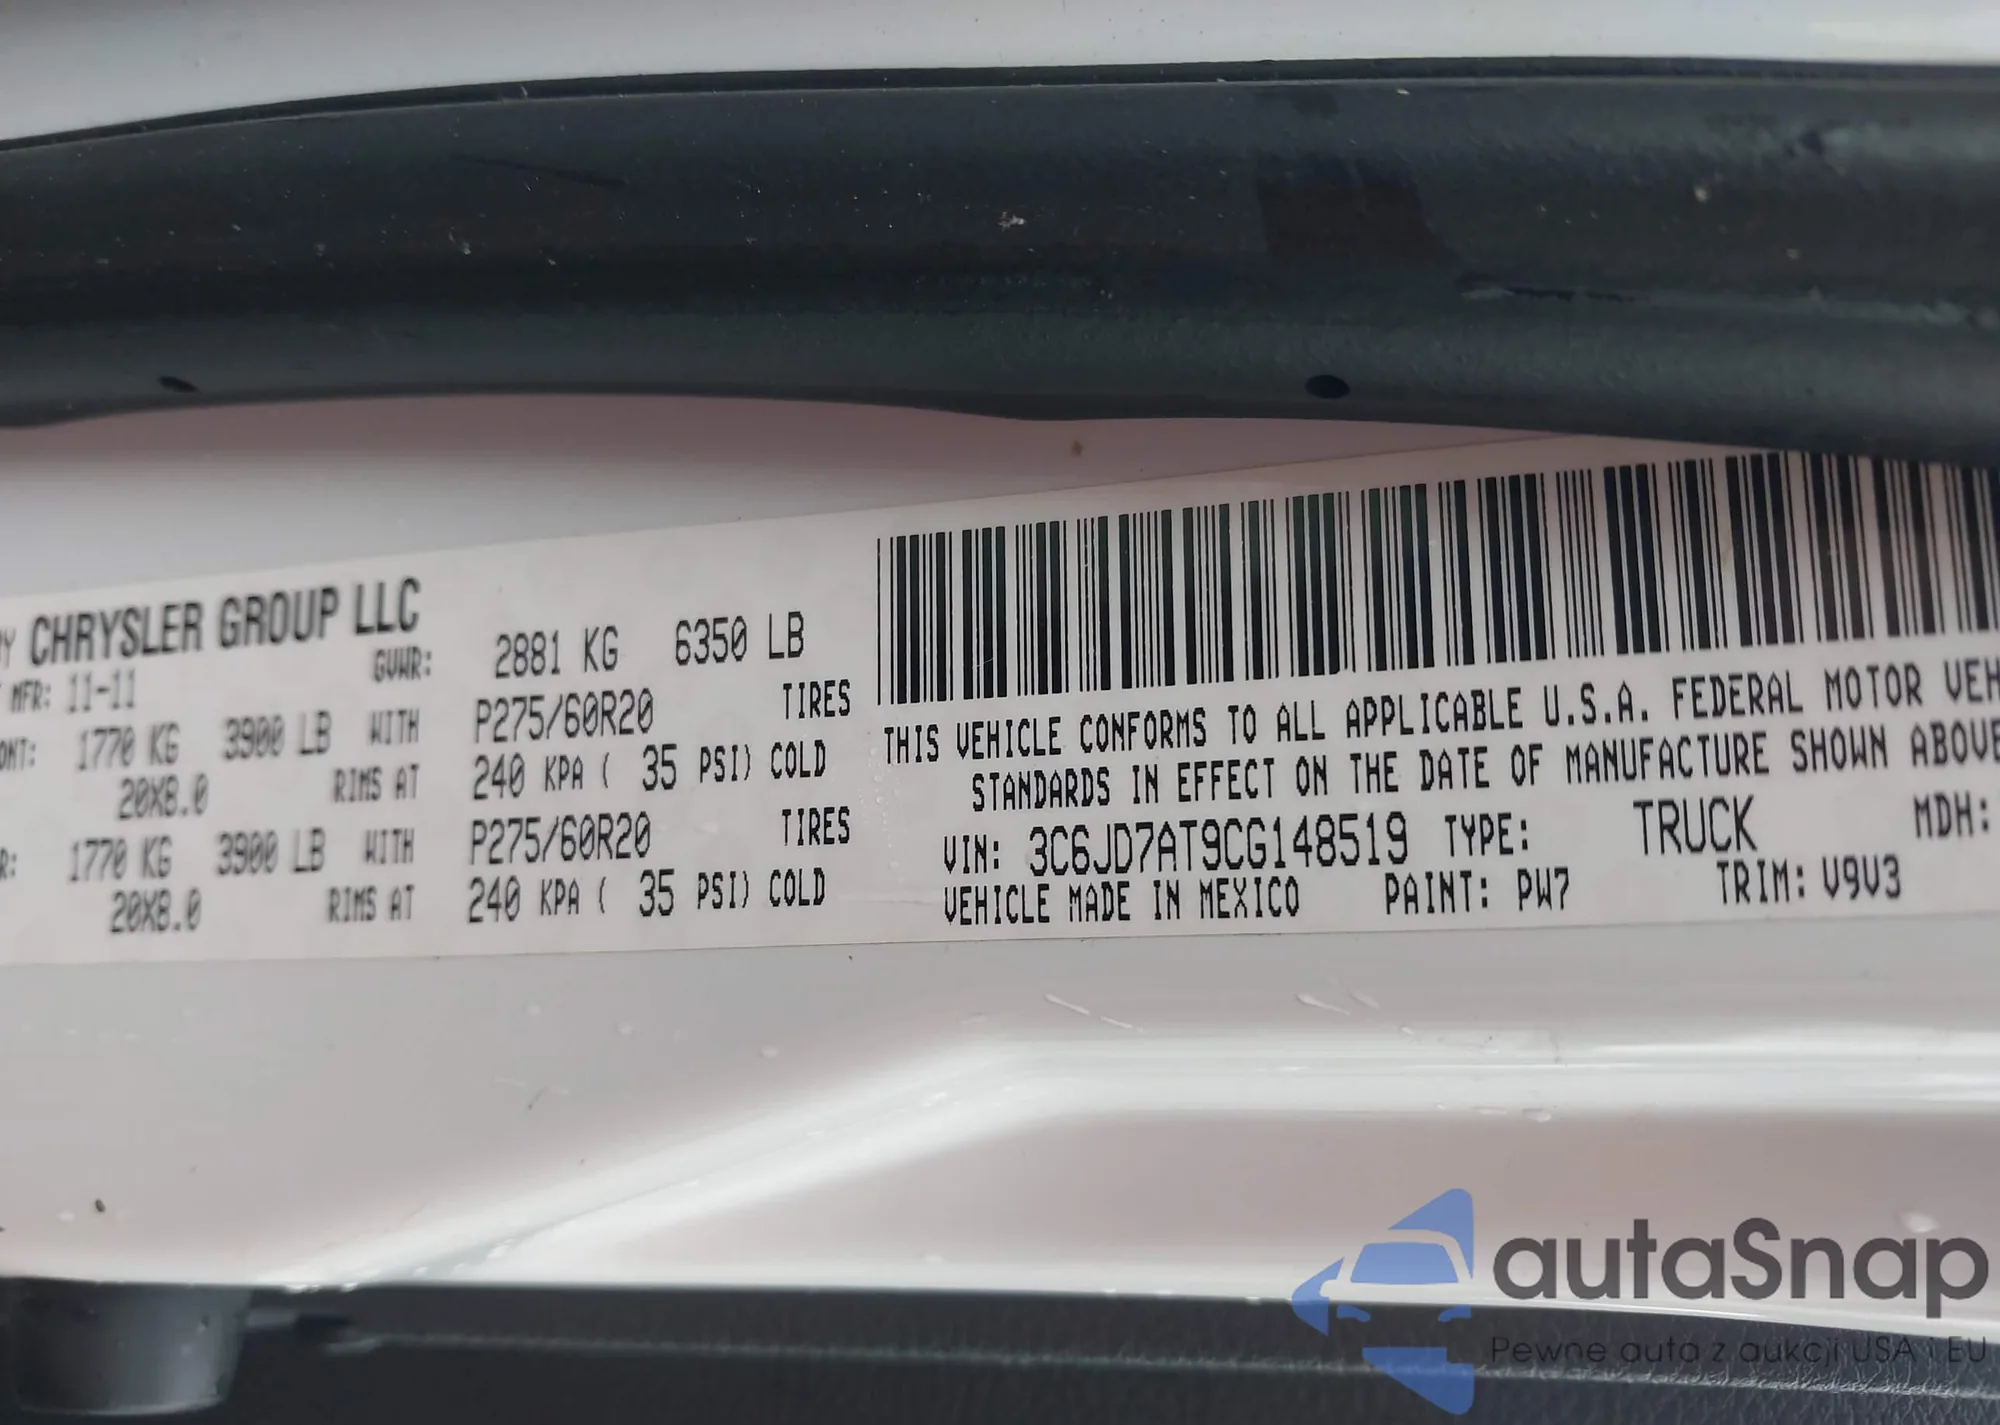 CHRYSLER GROUP LLC
MFR: 11-11
GVWR: 2881 KG 6350 LB
1770 KG 3900 LB WITH P275/60R20 TIRES
20X8.0 RIMS AT 240 KPA ( 35 PSI) COLD
1770 KG 3900 LB WITH P275/60R20 TIRES
20X8.0 RIMS AT 240 KPA ( 35 PSI) COLD
THIS VEHICLE CONFORMS TO ALL APPLICABLE U.S.A. FEDERAL MOTOR VEH
STANDARDS IN EFFECT ON THE DATE OF MANUFACTURE SHOWN ABOVE
VIN: 3C6JD7AT9CG148519 TYPE: TRUCK MDH:
VEHICLE MADE IN MEXICO PAINT: PW7 TRIM: V9V3
autaSnap
Pewne auta z aukcji USA i EU